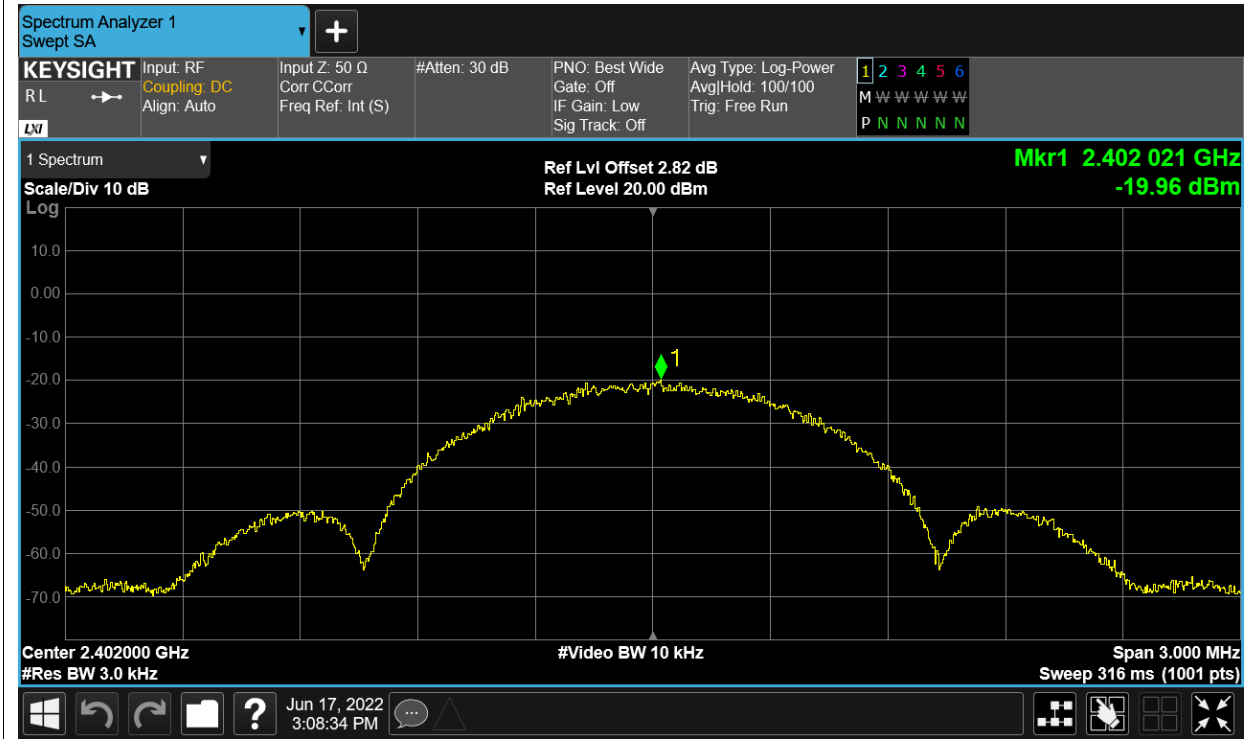 Spectrum Analyzer 1
Swept SA
KEYSIGHT
RL
LXI
Input: RF
Coupling: DC
Align: Auto
Input Z: 50 Ω
Corr CCorr
Freq Ref: Int (S)
#Atten: 30 dB
PNO: Best Wide
Gate: Off
IF Gain: Low
Sig Track: Off
Avg Type: Log-Power
Avg|Hold: 100/100
Trig: Free Run
1 2 3 4 5 6
M W W W W W
P N N N N N
1 Spectrum
Scale/Div 10 dB
Log
Ref Lvl Offset 2.82 dB
Ref Level 20.00 dBm
Mkr1 2.402 021 GHz
-19.96 dBm
10.0
0.00
-10.0
1
-20.0
-30.0
-40.0
-50.0
-60.0
-70.0
Center 2.402000 GHz
#Video BW 10 kHz
Span 3.000 MHz
#Res BW 3.0 kHz
Sweep 316 ms (1001 pts)
?
Jun 17, 2022
3:08:34 PM